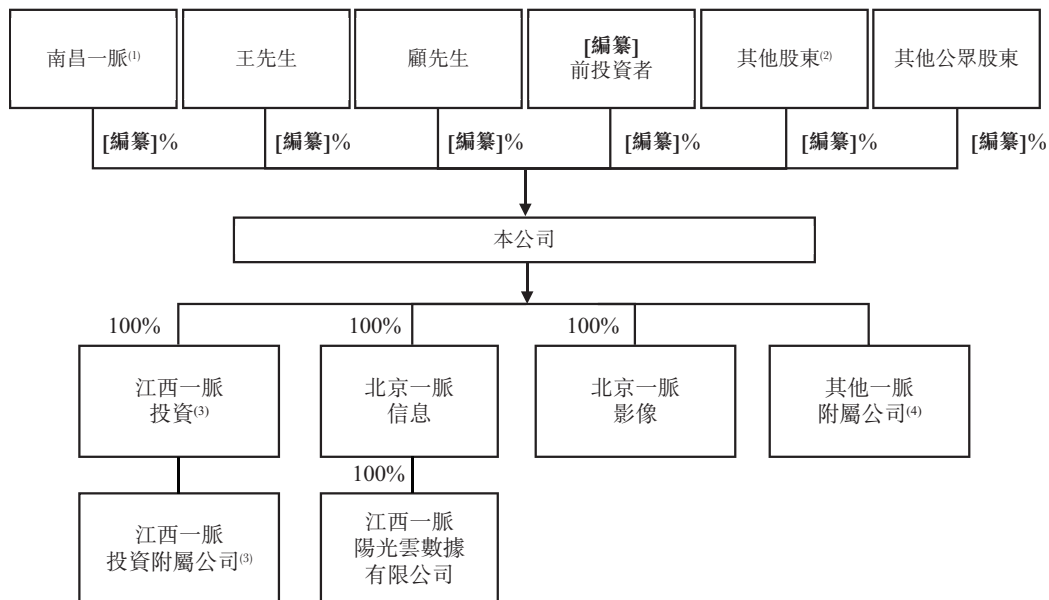 南昌一脈(1)
王先生
顧先生
[編纂]
前投資者
其他股東(2)
其他公眾股東
[編纂]%
[編纂]%
[編纂]%
[編纂]%
[編纂]%
[編纂]%
本公司
100%
100%
100%
江西一脈
投資(3)
北京一脈
信息
北京一脈
影像
其他一脈
附屬公司(4)
100%
江西一脈
投資附屬公司(3)
江西一脈
陽光雲數據
有限公司